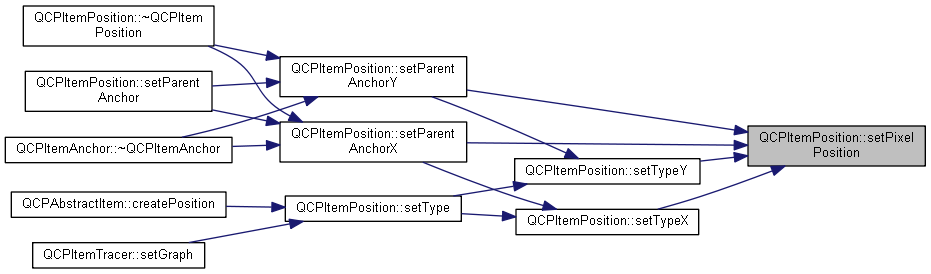 QCPItemPosition::~QCPItem
Position
QCPItemPosition::setParent
AnchorY
QCPItemPosition::setParent
Anchor
QCPItemPosition::setParent
AnchorX
QCPItemPosition::setPixel
Position
QCPItemAnchor::~QCPItemAnchor
QCPItemPosition::setTypeY
QCPAbstractItem::createPosition
QCPItemPosition::setType
QCPItemPosition::setTypeX
QCPItemTracer::setGraph